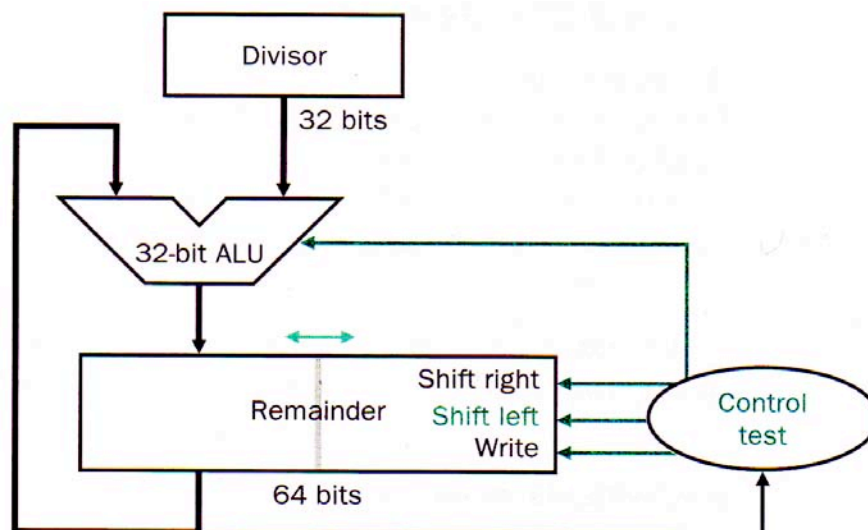 Divisor
32 bits
32-bit ALU
Shift right
Remainder
Shift left
Write
Control
test
64 bits